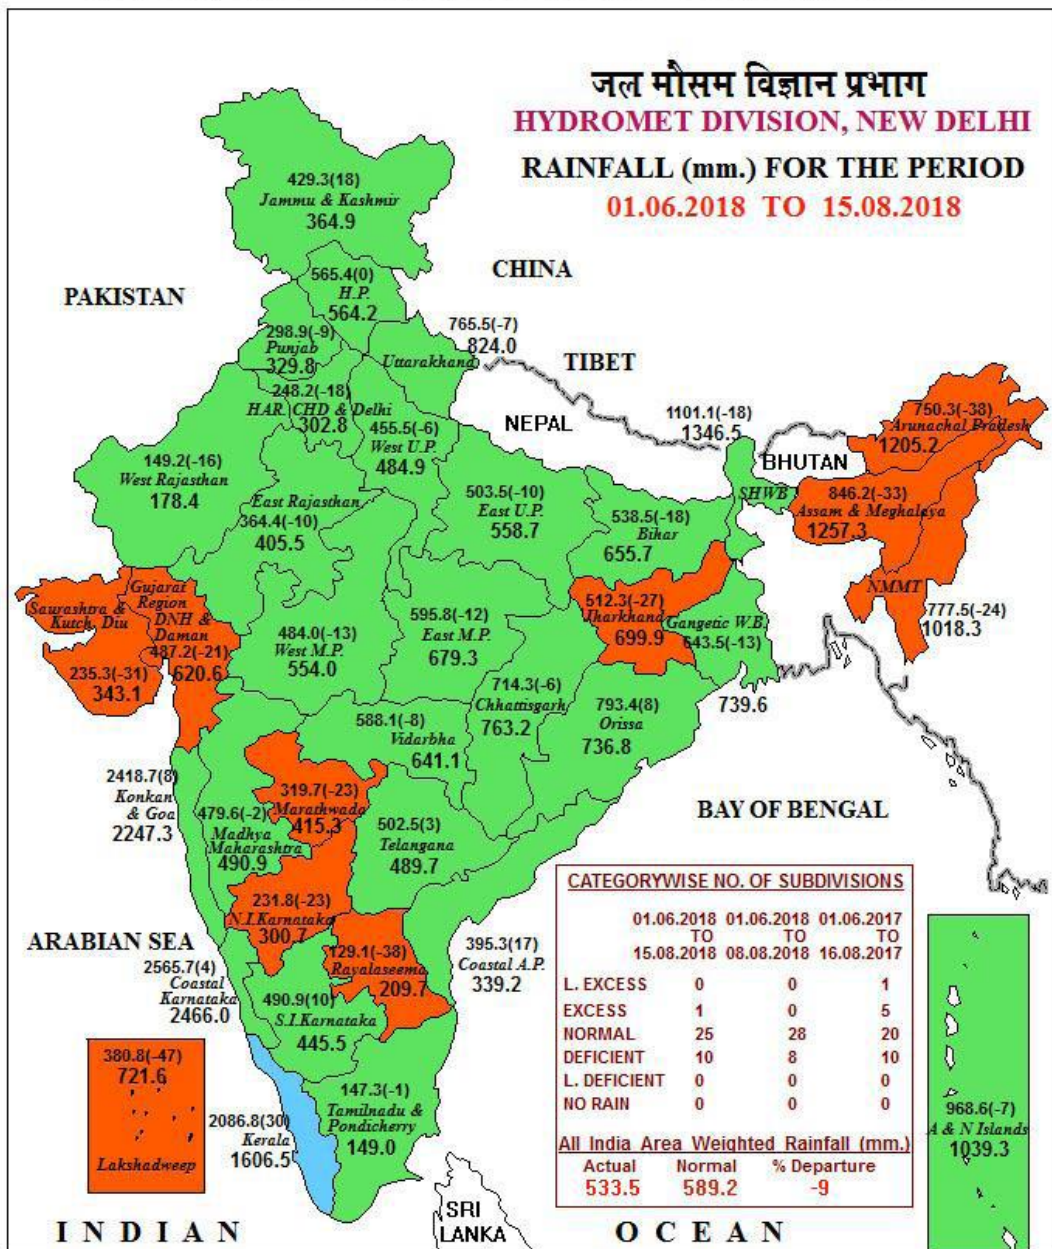 जल मौसम विज्ञान प्रभाग
HYDROMET DIVISION, NEW DELHI
RAINFALL (mm.) FOR THE PERIOD
01.06.2018 TO 15.08.2018
429.3(18)
Jammu & Kashmir
364.9
CHINA
PAKISTAN
565.4(0)
H.P.
564.2
298.9(-9)
Punjab
329.8
765.5(-7)
824.0
Uttarakhand
TIBET
248.2(-18)
HAR. CHD & Delhi
302.8
455.5(-6)
West U.P.
484.9
NEPAL
1101.1(-18)
1346.5
SHWB
BHUTAN
750.3(-38)
Arunachal Pradesh
1205.2
149.2(-16)
West Rajasthan
178.4
East Rajasthan
364.4(-10)
405.5
503.5(-10)
East U.P.
558.7
538.5(-18)
Bihar
655.7
846.2(-33)
Assam & Meghalaya
1257.3
NMMT
777.5(-24)
1018.3
Saurashtra &
Kutch, Diu
235.3(-31)
343.1
Gujarat
Region
DNH &
Daman
487.2(-21)
620.6
484.0(-13)
West M.P.
554.0
595.8(-12)
East M.P.
679.3
512.3(-27)
Jharkhand
699.9
Gangetic W.B.
643.5(-13)
739.6
714.3(-6)
Chhattisgarh
763.2
793.4(8)
Orissa
736.8
588.1(-8)
Vidarbha
641.1
2418.7(8)
Konkan
& Goa
2247.3
479.6(-2)
Madhya
Maharashtra
490.9
319.7(-23)
Marathwada
415.3
502.5(3)
Telangana
489.7
BAY OF BENGAL
231.8(-23)
N.I.Karnataka
300.7
ARABIAN SEA
129.1(-38)
Rayalaseema
209.7
395.3(17)
Coastal A.P.
339.2
2565.7(4)
Coastal
Karnataka
2466.0
490.9(10)
S.I.Karnataka
445.5
380.8(-47)
721.6
Lakshadweep
2086.8(30)
Kerala
1606.5
147.3(-1)
Tamilnadu &
Pondicherry
149.0
CATEGORYWISE NO. OF SUBDIVISIONS
01.06.2018 01.06.2018 01.06.2017
TO TO TO
15.08.2018 08.08.2018 16.08.2017
L. EXCESS 0 0 1
EXCESS 1 0 5
NORMAL 25 28 20
DEFICIENT 10 8 10
L. DEFICIENT 0 0 0
NO RAIN 0 0 0
All India Area Weighted Rainfall (mm.)
Actual Normal % Departure
533.5 589.2 -9
968.6(-7)
A & N Islands
1039.3
SRI
LANKA
INDIAN OCEAN